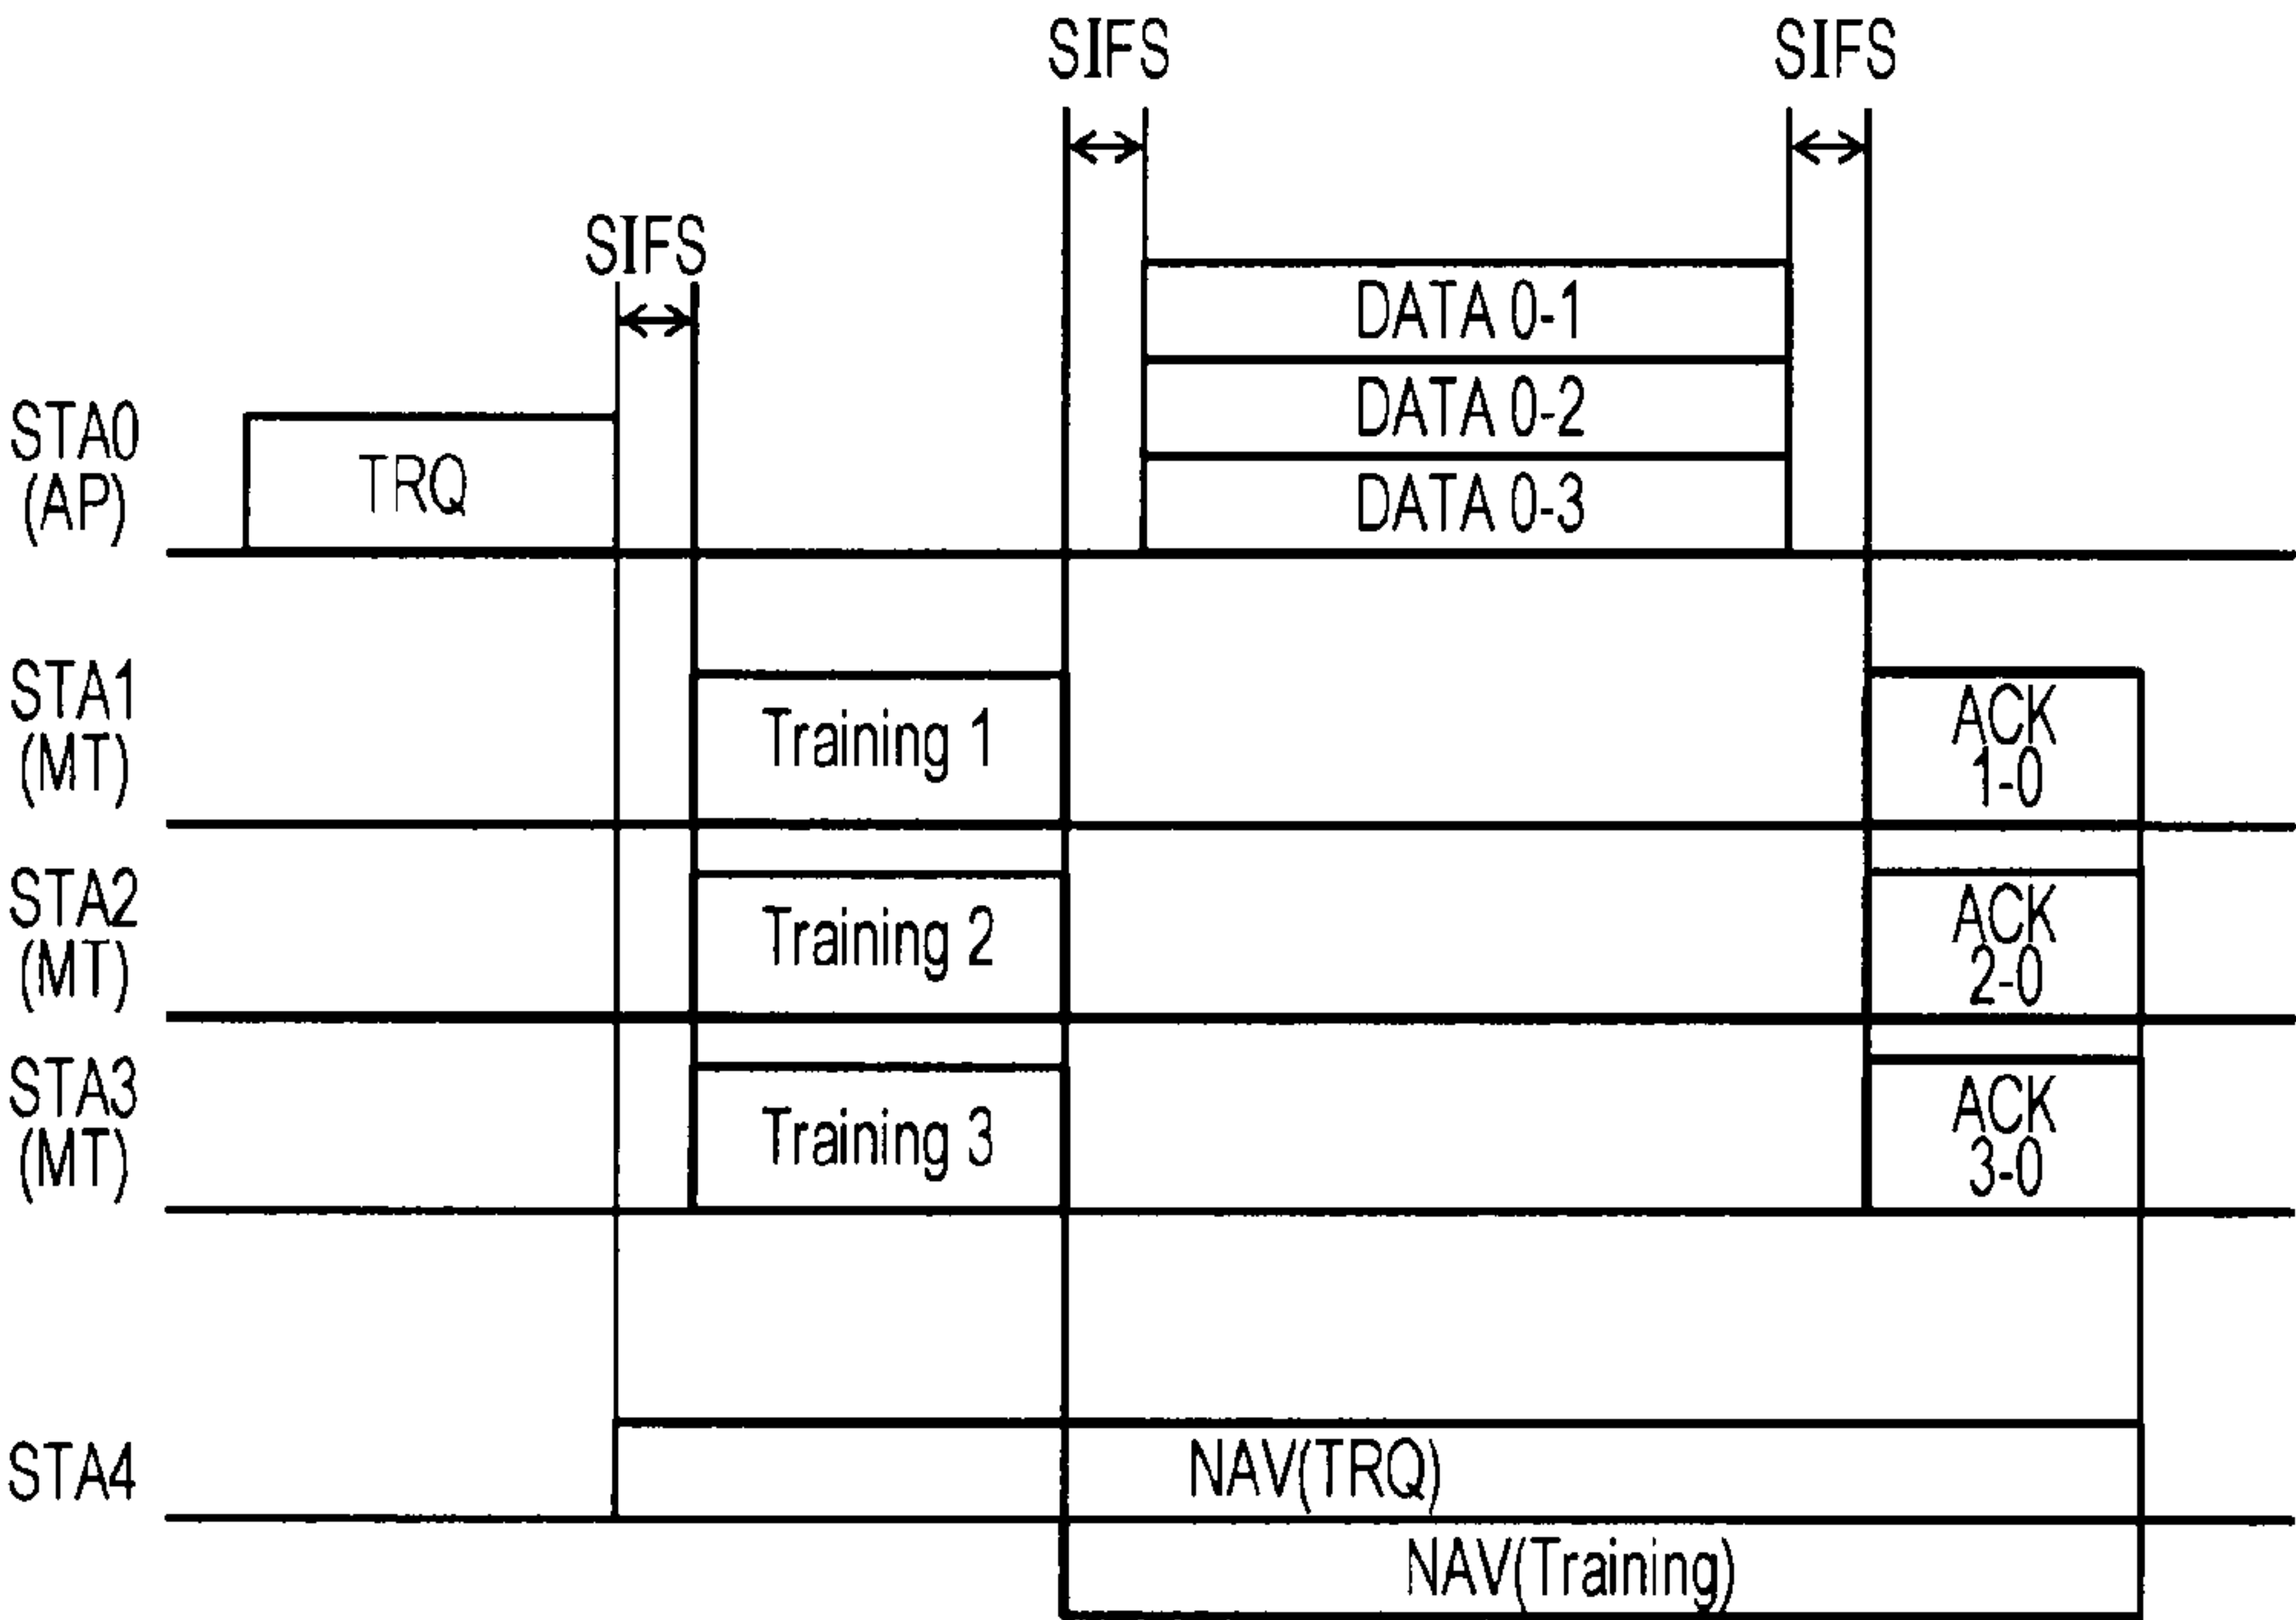 SIFS
SIFS
SIFS
DATA 0-1
DATA 0-2
DATA 0-3
STA0
(AP)
TRQ
STA1
(MT)
Training 1
ACK
1-0
STA2
(MT)
Training 2
ACK
2-0
STA3
(MT)
Training 3
ACK
3-0
STA4
NAV(TRQ)
NAV(Training)